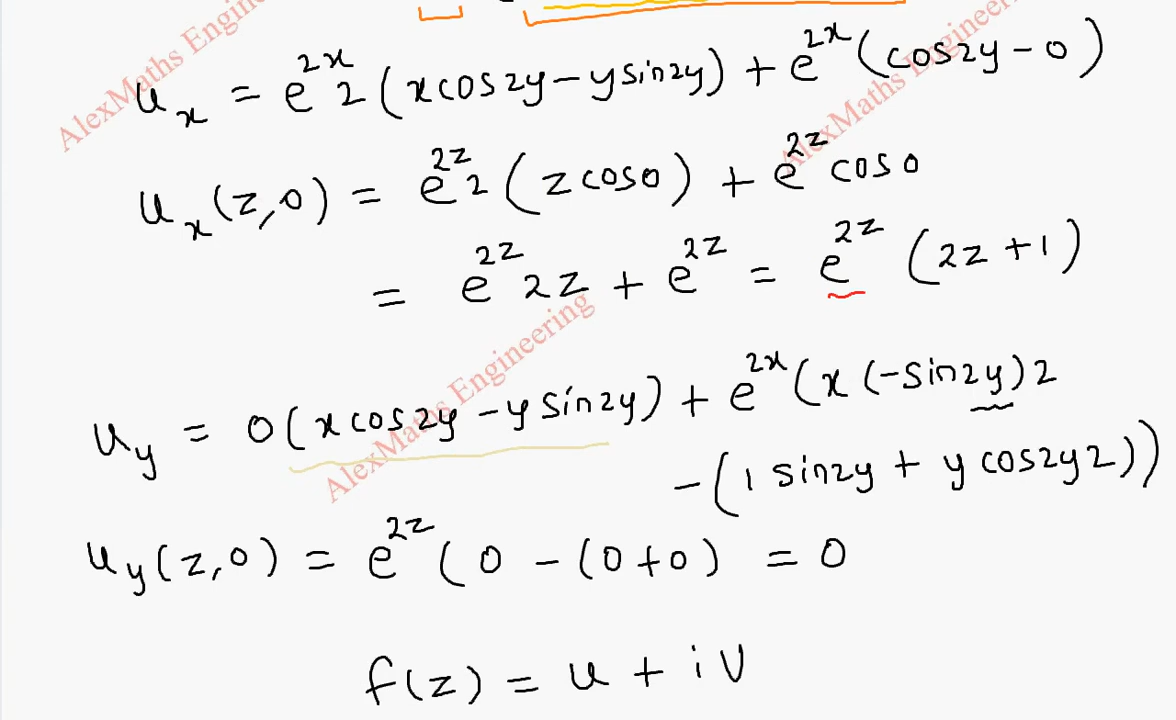 u_x = e^{2x} 2 (x cos 2y - y sin 2y) + e^{2x} (cos 2y - 0)
u_x (z, 0) = e^{2z} 2 (z cos 0) + e^{2z} cos 0
= e^{2z} 2z + e^{2z} = e^{2z} (2z + 1)
u_y = 0 (x cos 2y - y sin 2y) + e^{2x} (x (-sin 2y) 2
- (1 sin 2y + y cos 2y 2))
u_y (z, 0) = e^{2z} (0 - (0 + 0) = 0
f(z) = u + iv
AlexMaths Engineering
AlexMaths Engineering
AlexMaths Engineering